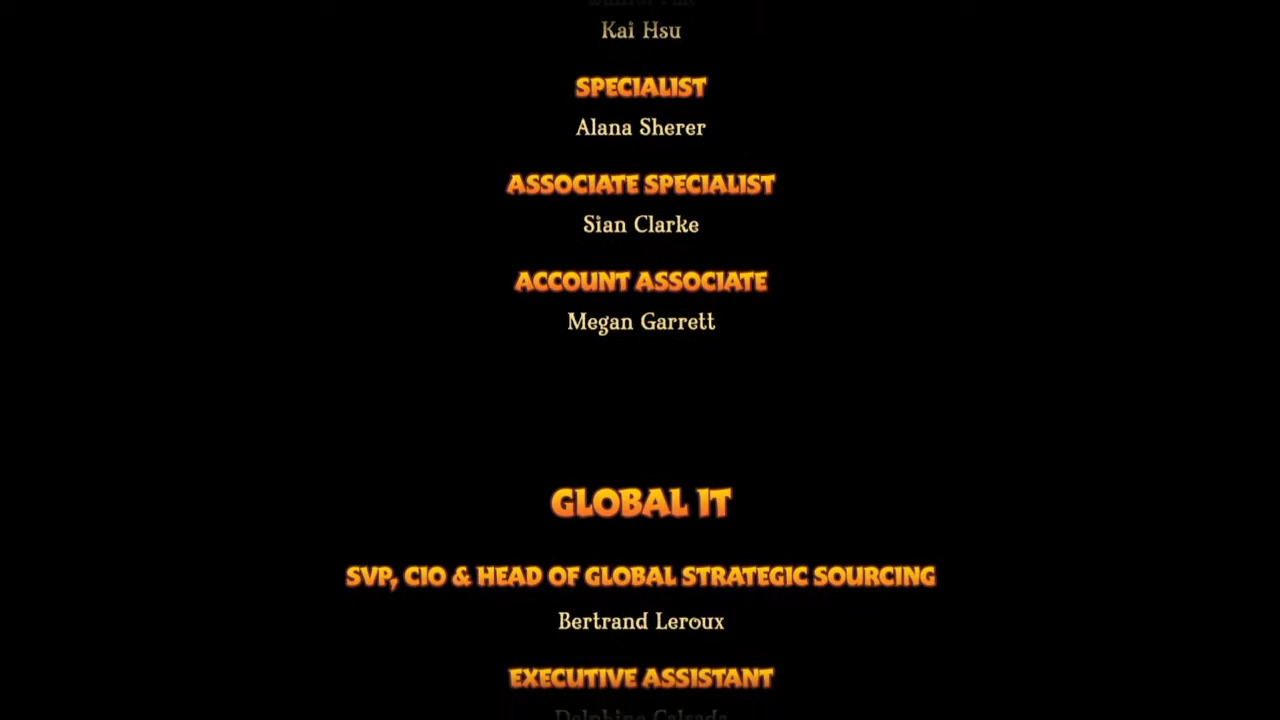 Kai Hsu
SPECIALIST
Alana Sherer
ASSOCIATE SPECIALIST
Sian Clarke
ACCOUNT ASSOCIATE
Megan Garrett
GLOBAL IT
SVP, CIO & HEAD OF GLOBAL STRATEGIC SOURCING
Bertrand Leroux
EXECUTIVE ASSISTANT